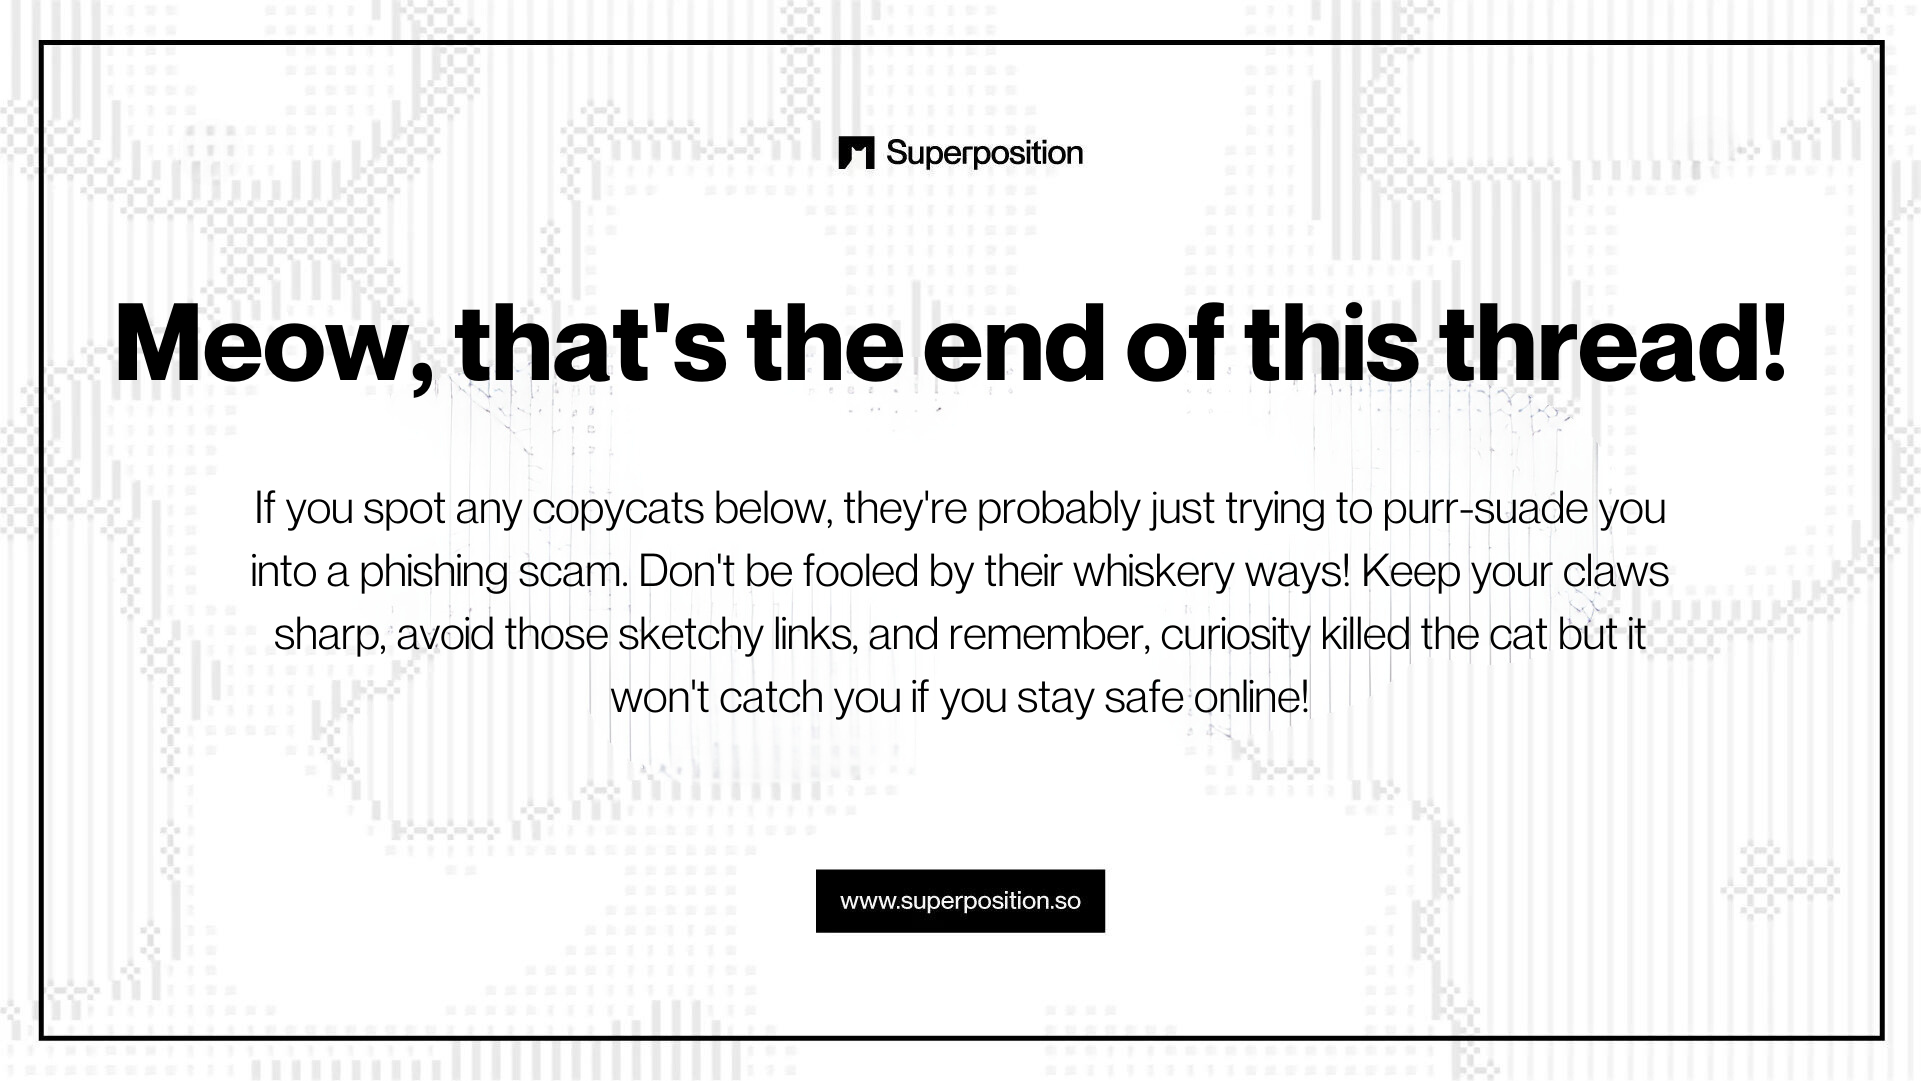 Superposition
Meow, that's the end of this thread!
If you spot any copycats below, they're probably just trying to purr-suade you
into a phishing scam. Don't be fooled by their whiskery ways! Keep your claws
sharp, avoid those sketchy links, and remember, curiosity killed the cat but it
won't catch you if you stay safe online!
www.superposition.so